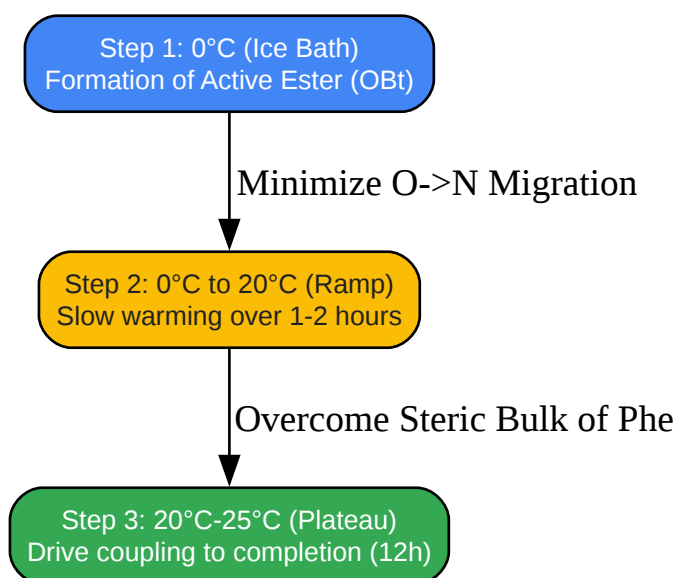 Step 1: 0°C (Ice Bath)
Formation of Active Ester (OBt)
Minimize O->N Migration
Step 2: 0°C to 20°C (Ramp)
Slow warming over 1-2 hours
Overcome Steric Bulk of Phe
Step 3: 20°C-25°C (Plateau)
Drive coupling to completion (12h)